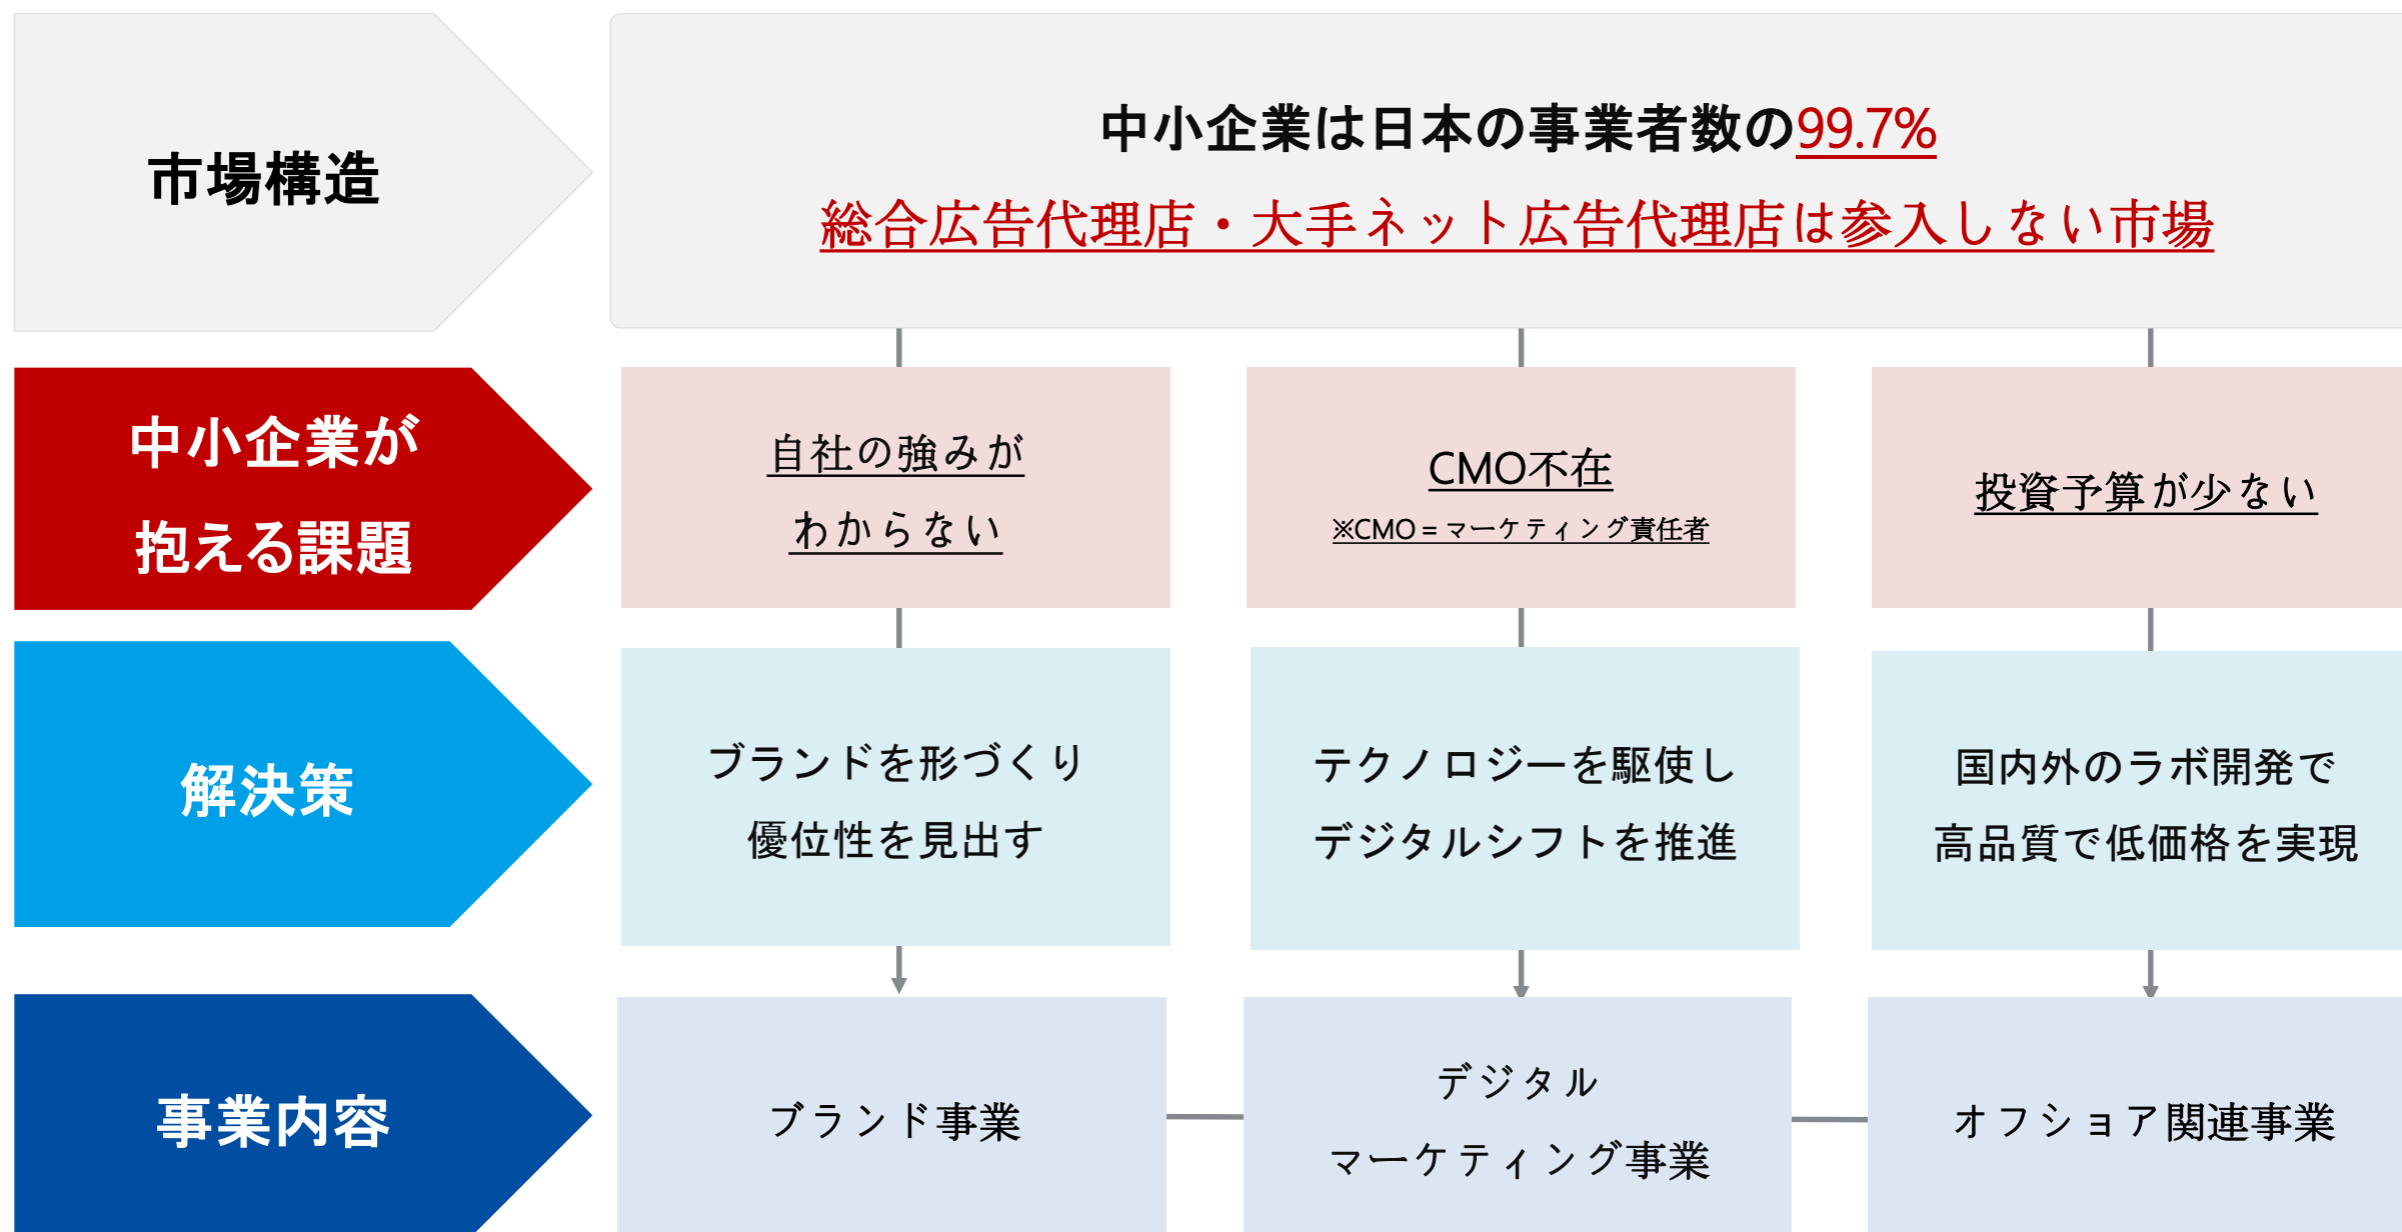 市場構造
中小企業は日本の事業者数の99.7%
総合広告代理店・大手ネット広告代理店は参入しない市場
中小企業が
抱える課題
自社の強みが
わからない
CMO不在
※CMO=マーケティング責任者
投資予算が少ない
解決策
ブランドを形づくり
優位性を見出す
テクノロジーを駆使し
デジタルシフトを推進
国内外のラボ開発で
高品質で低価格を実現
事業内容
ブランド事業
デジタル
マーケティング事業
オフショア関連事業